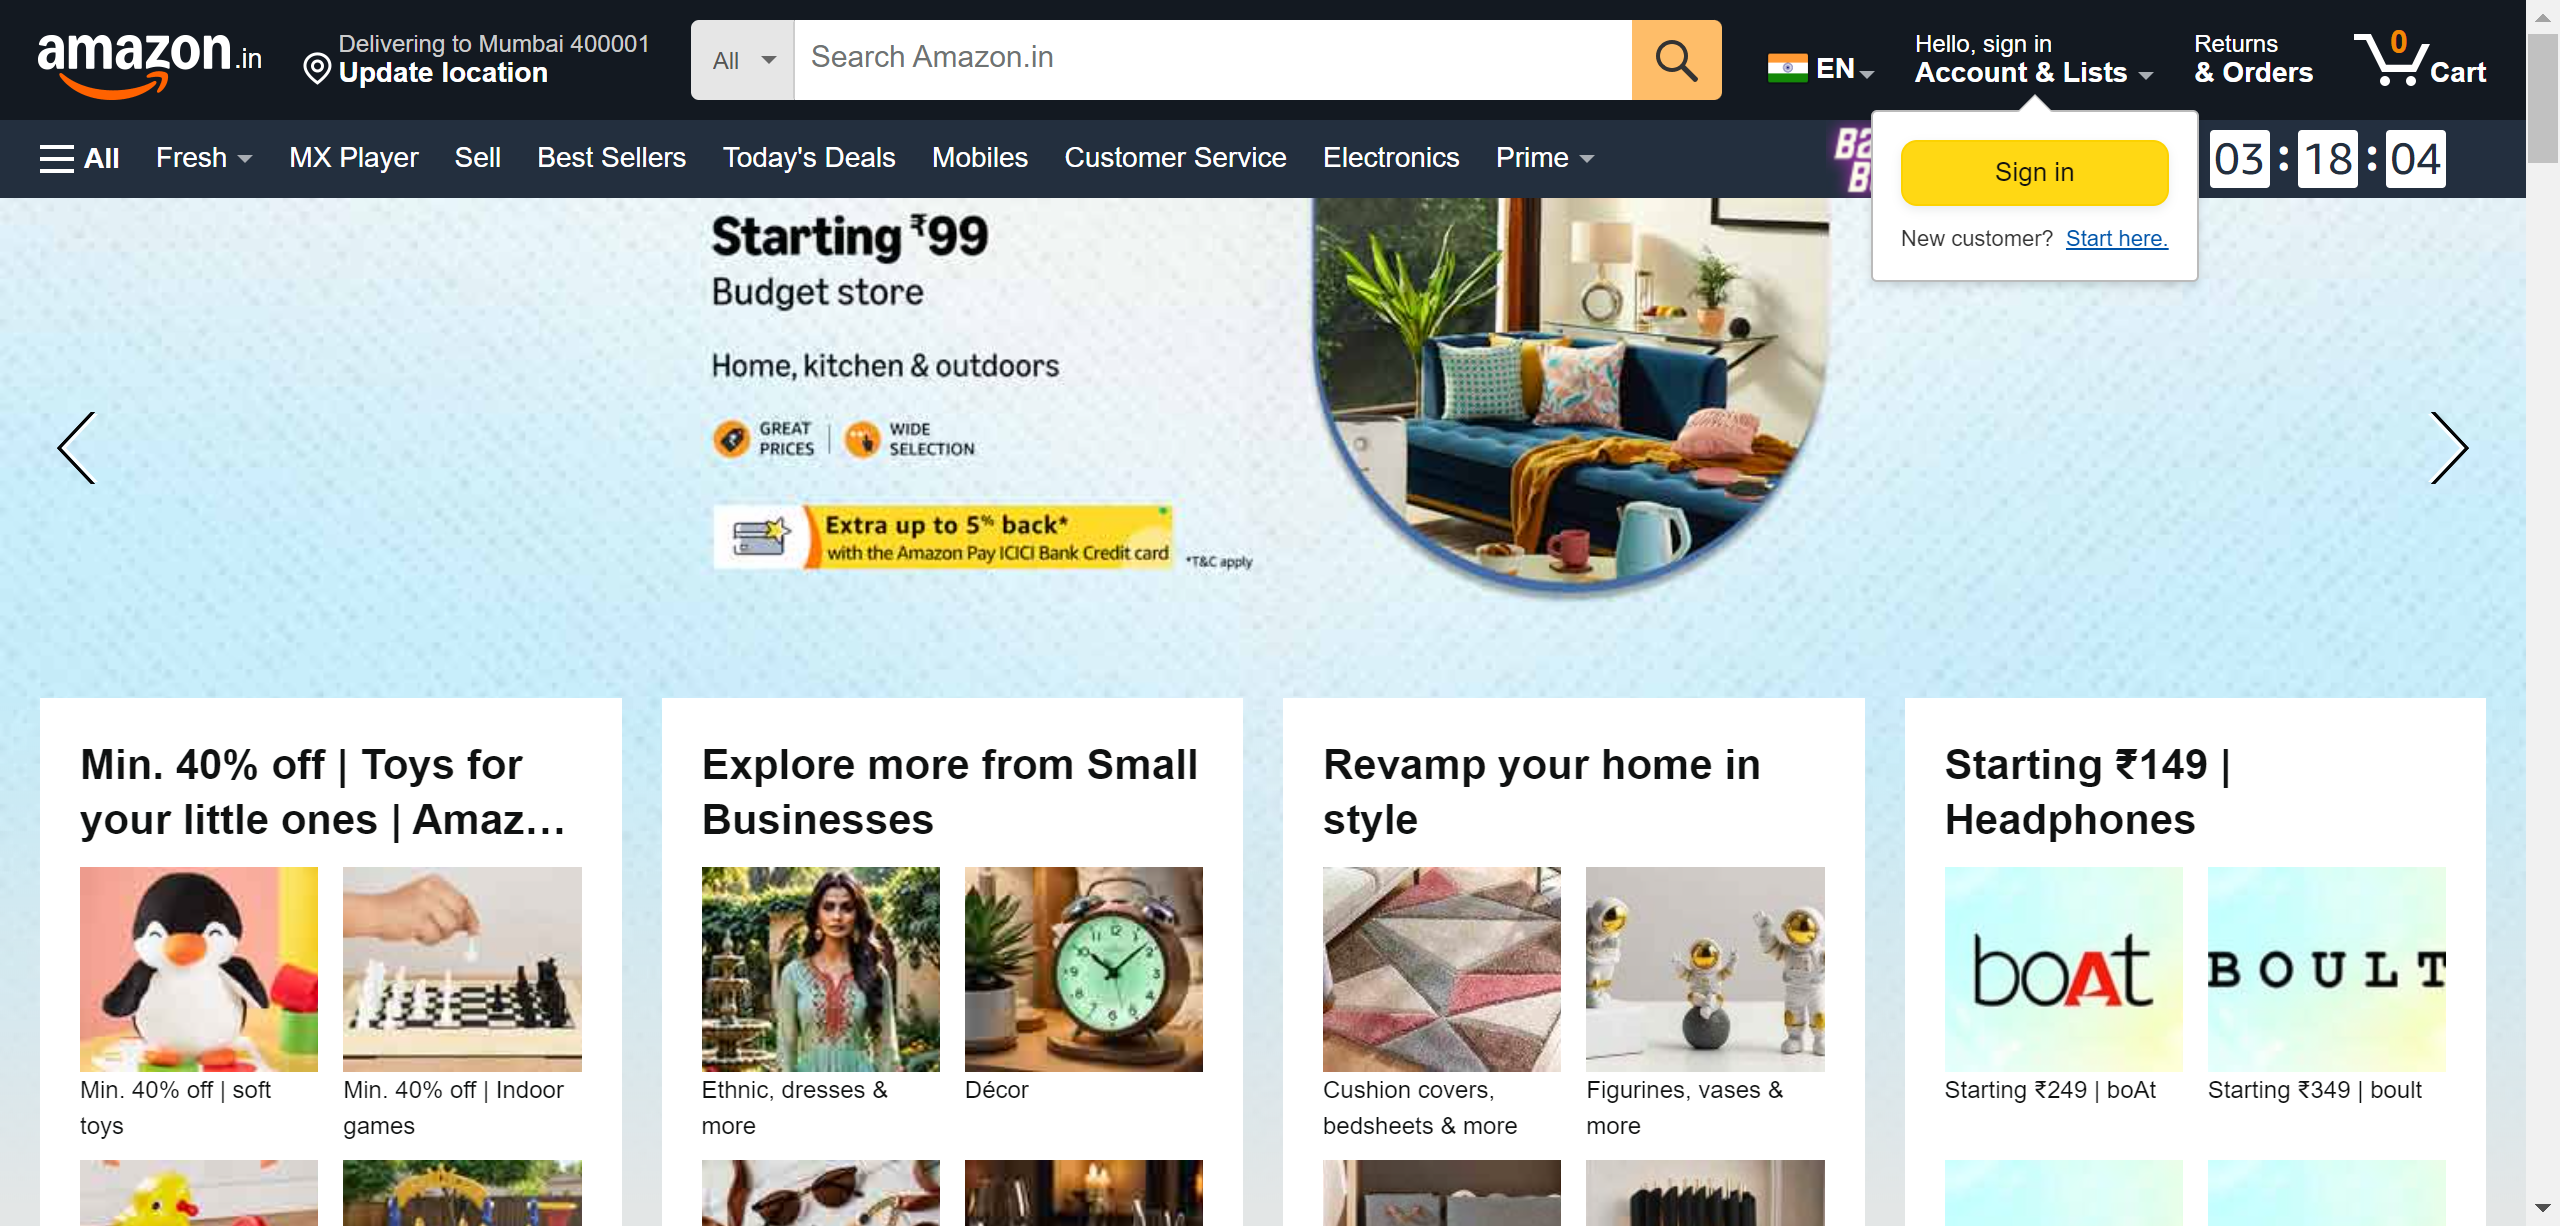 amazon.in
Delivering to Mumbai 400001
Update location
All
Search Amazon.in
EN
Hello, sign in
Account & Lists
Returns
& Orders
0
Cart
All
Fresh
MX Player
Sell
Best Sellers
Today's Deals
Mobiles
Customer Service
Electronics
Prime
03 : 18 : 04
Sign in
New customer? Start here.
Starting ₹99
Budget store
Home, kitchen & outdoors
GREAT
PRICES
WIDE
SELECTION
Extra up to 5% back*
with the Amazon Pay ICICI Bank Credit card
*T&C apply
Min. 40% off | Toys for
your little ones | Amaz…
Min. 40% off | soft
toys
Min. 40% off | Indoor
games
Explore more from Small
Businesses
Ethnic, dresses &
more
Décor
Revamp your home in
style
Cushion covers,
bedsheets & more
Figurines, vases &
more
Starting ₹149 |
Headphones
boAt
BOULT
Starting ₹249 | boAt
Starting ₹349 | boult